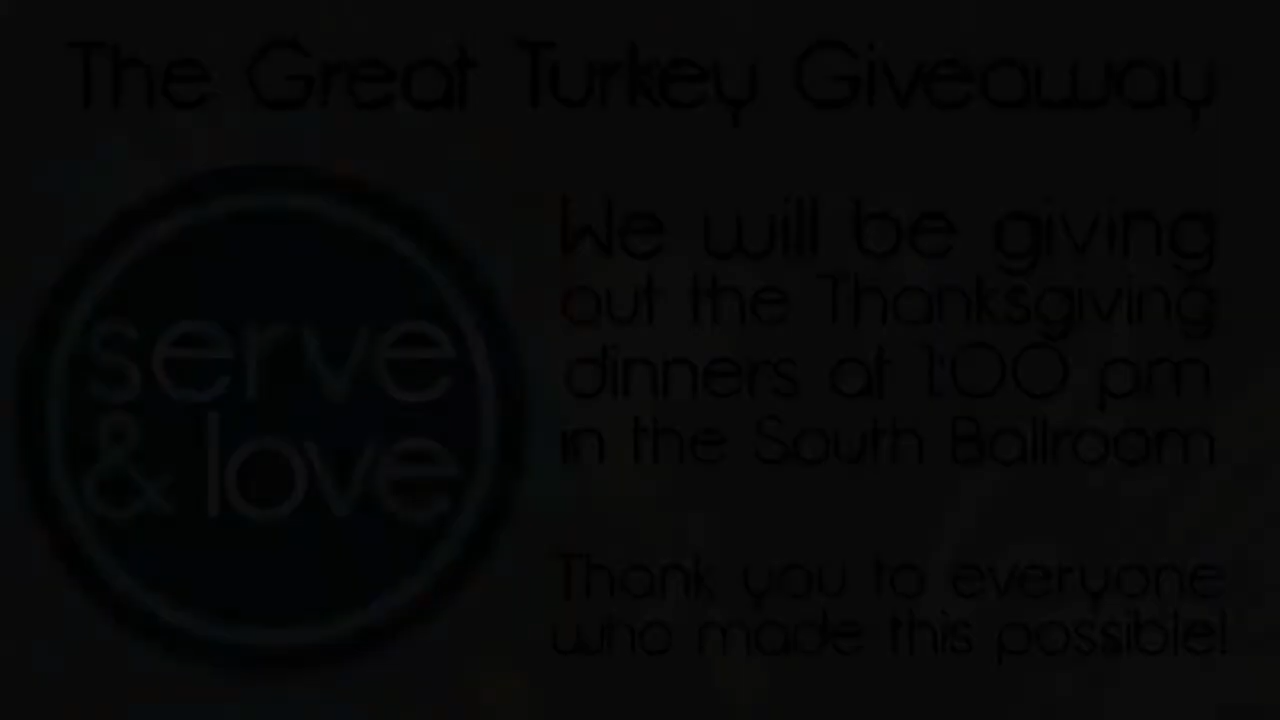 The Great Turkey Giveaway
serve
& love
We will be giving
out the Thanksgiving
dinners at 1:00 pm
in the South Ballroom
Thank you to everyone
who made this possible!